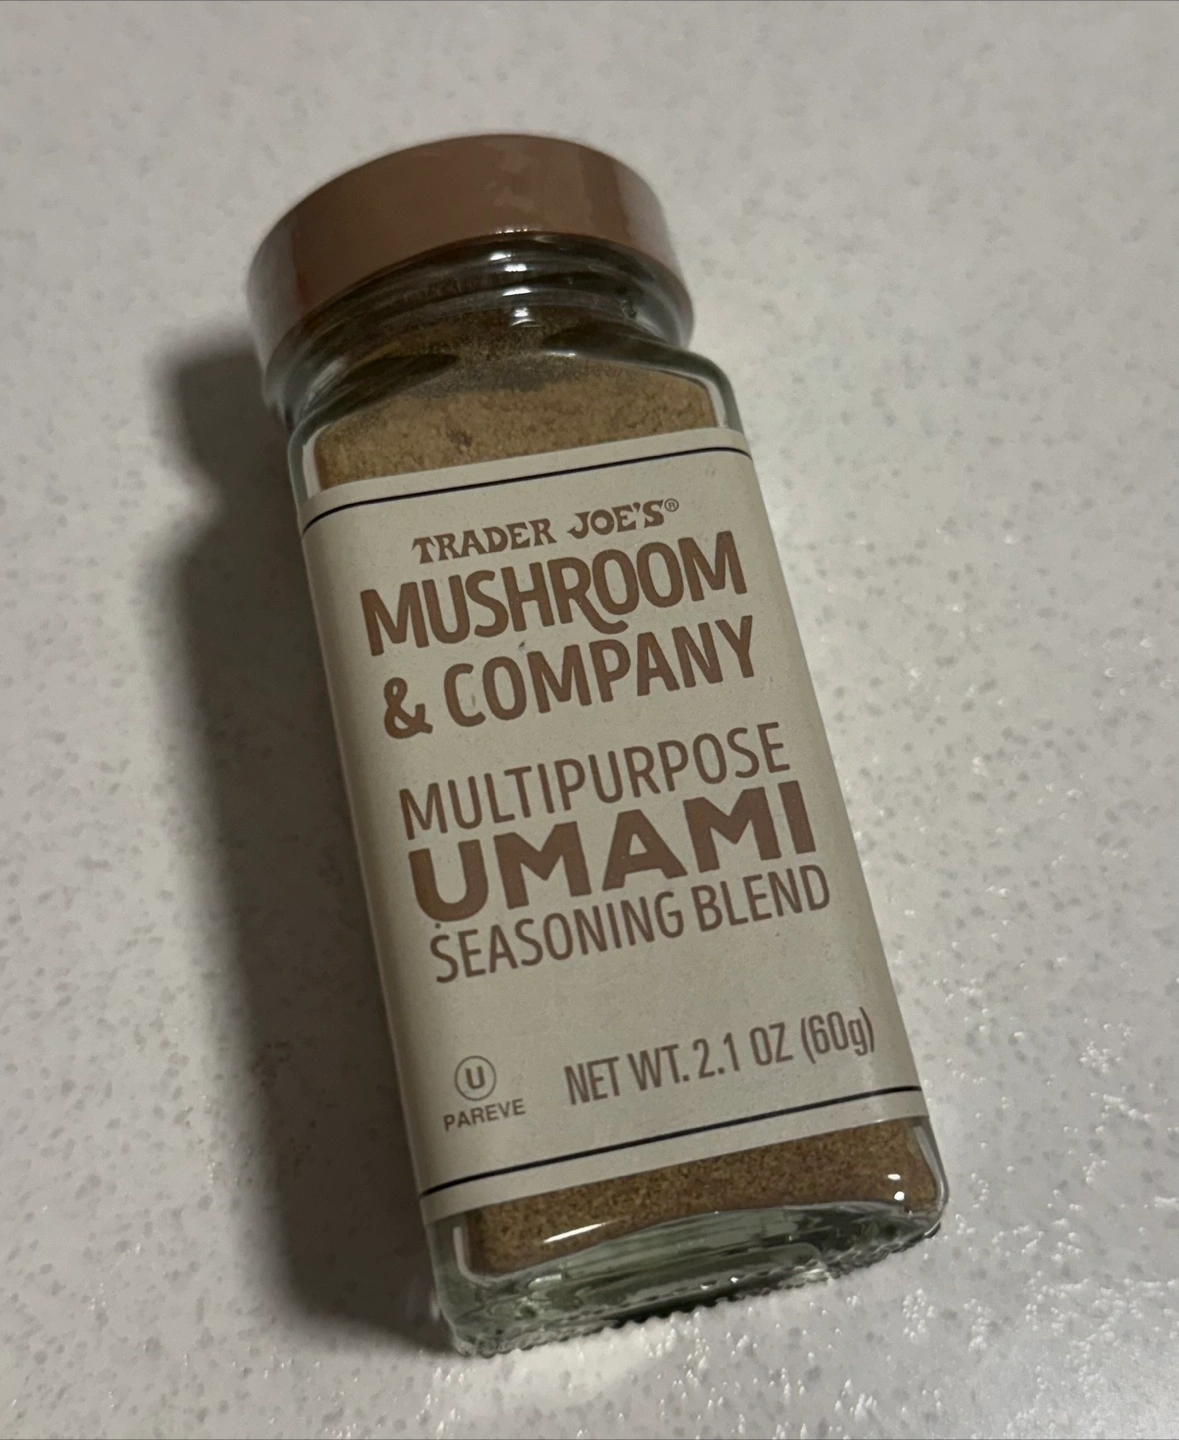 TRADER JOE'S®
MUSHROOM
& COMPANY
MULTIPURPOSE
UMAMI
SEASONING BLEND
U
PAREVE
NET WT. 2.1 OZ (60g)